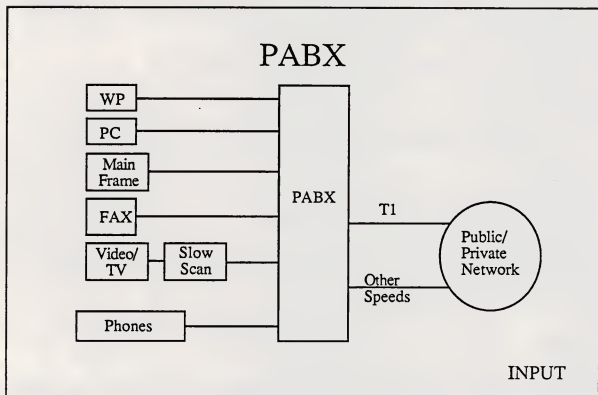 PABX
WP
PC
Main
Frame
FAX
Video/
TV
Slow
Scan
Phones
PABX
T1
Other
Speeds
Public/
Private
Network
INPUT